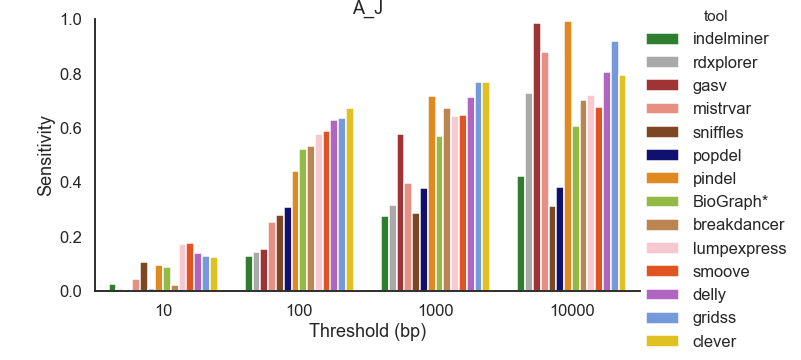 A_J
Sensitivity
1.0
0.8
0.6
0.4
0.2
0.0
10 100 1000 10000
Threshold (bp)
tool
indelminer
rdxplorer
gasv
mistrvar
sniffles
popdel
pindel
BioGraph*
breakdancer
lumpexpress
smoove
delly
gridss
clever